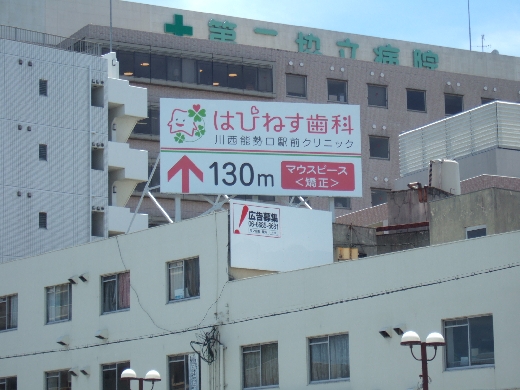 第一協立病院
はぴねす歯科
川西能勢口駅前クリニック
130m
マウスピース
<矯正>
広告募集